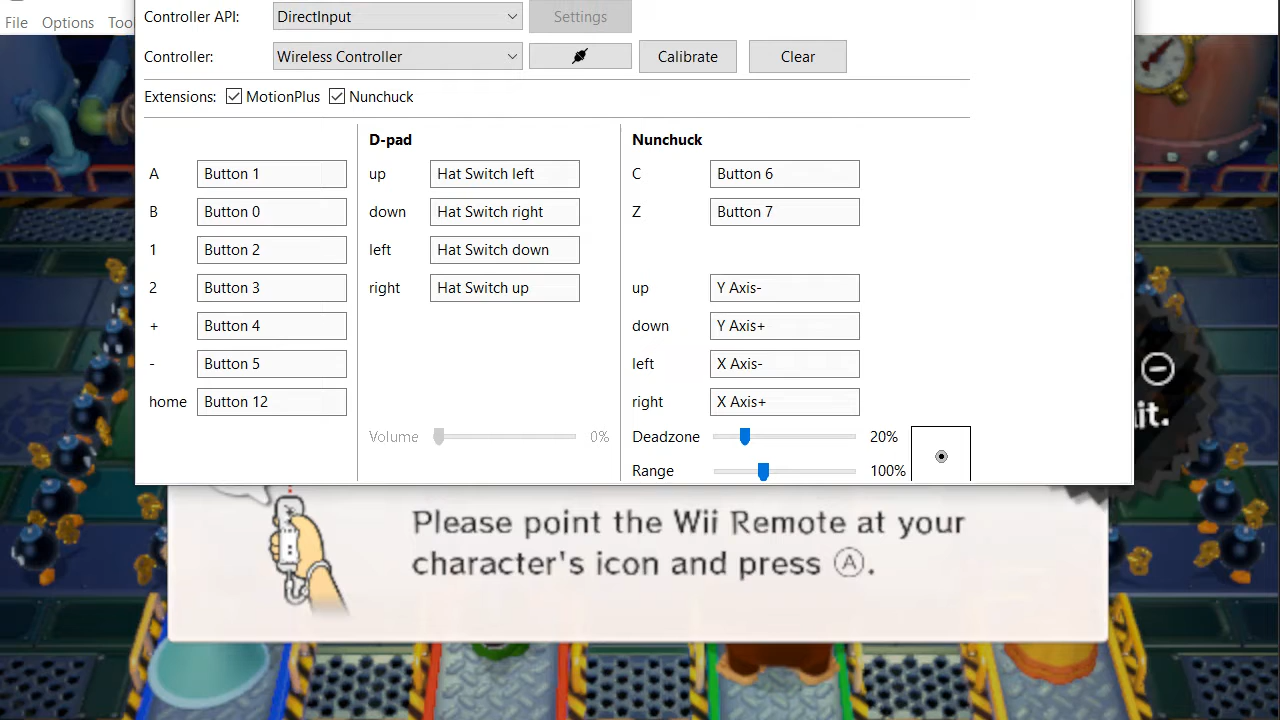 File Options Too
Controller API: DirectInput Settings
Controller: Wireless Controller Calibrate Clear
Extensions: MotionPlus Nunchuck
D-pad Nunchuck
A Button 1 up Hat Switch left C Button 6
B Button 0 down Hat Switch right Z Button 7
1 Button 2 left Hat Switch down
2 Button 3 right Hat Switch up up Y Axis-
+ Button 4 down Y Axis+
- Button 5 left X Axis-
home Button 12 right X Axis+
Volume 0% Deadzone 20%
Range 100%
it.
Please point the Wii Remote at your
character's icon and press Ⓐ.